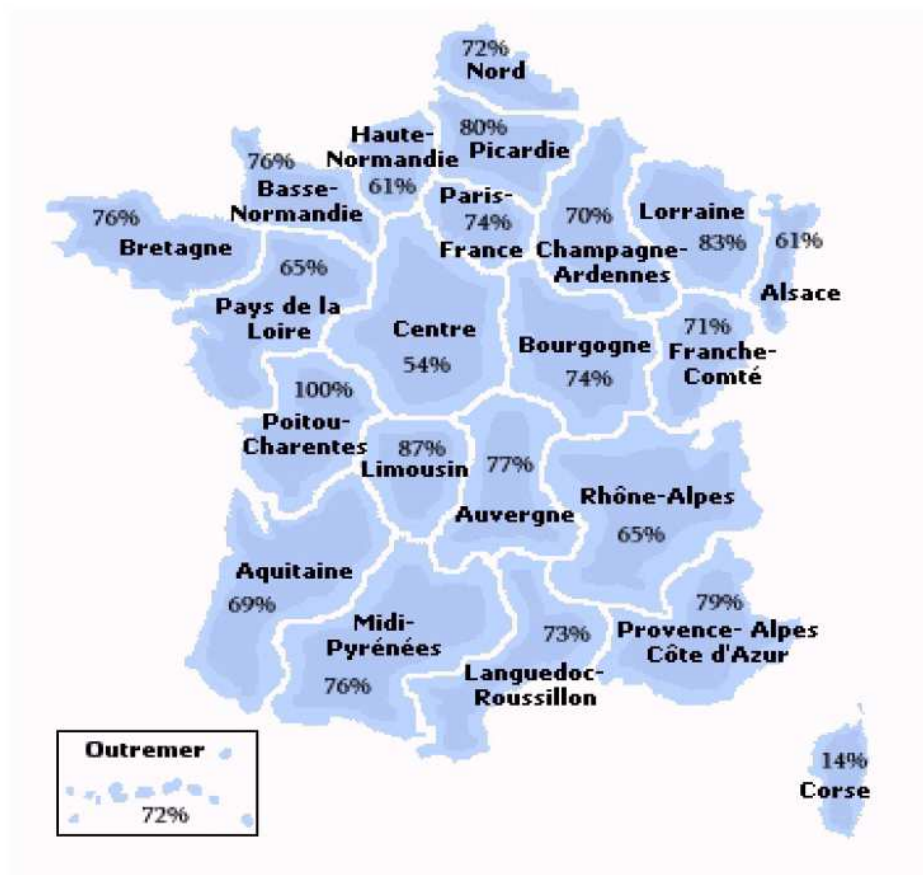 72%
Nord
80%
Picardie
Haute-
Normandie
61%
76%
Basse-
Normandie
Paris-
74%
France
70%
Champagne-
Ardennes
Lorraine
83%
61%
Alsace
76%
Bretagne
65%
Pays de la
Loire
Centre
54%
Bourgogne
74%
71%
Franche-
Comté
100%
Poitou-
Charentes
87%
Limousin
77%
Auvergne
Rhône-Alpes
65%
Aquitaine
69%
Midi-
Pyrénées
76%
73%
Languedoc-
Roussillon
79%
Provence- Alpes
Côte d'Azur
Outremer
72%
14%
Corse